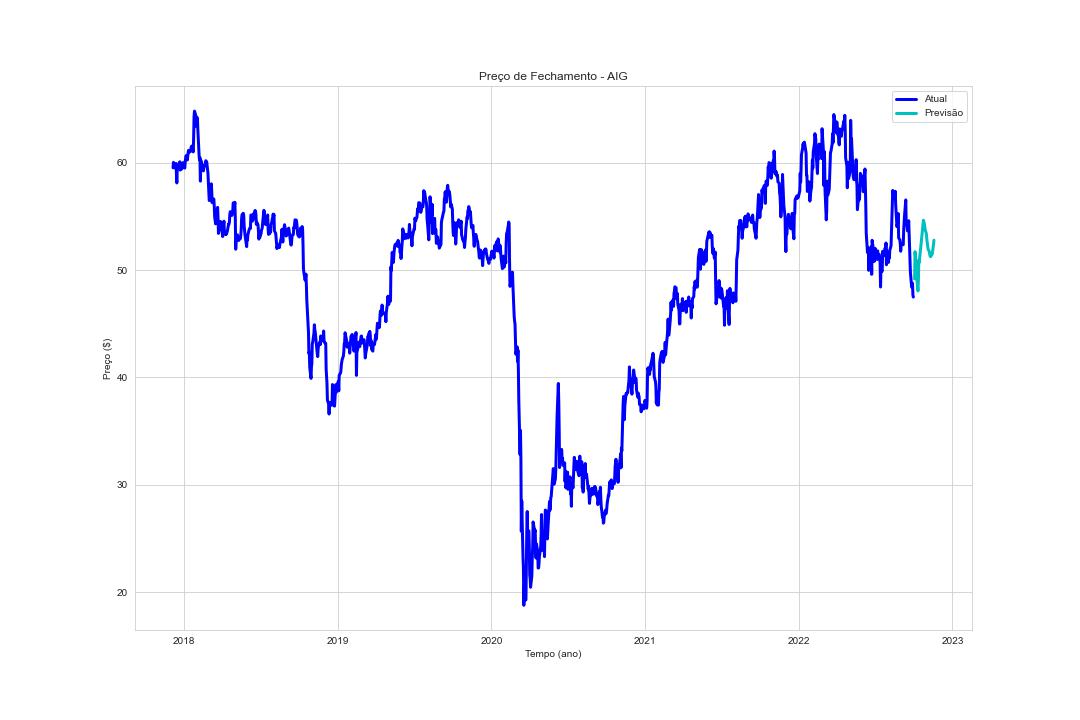 Preço de Fechamento - AIG
Atual
Previsão
60
50
40
30
20
Preço ($)
2018 2019 2020 2021 2022 2023
Tempo (ano)